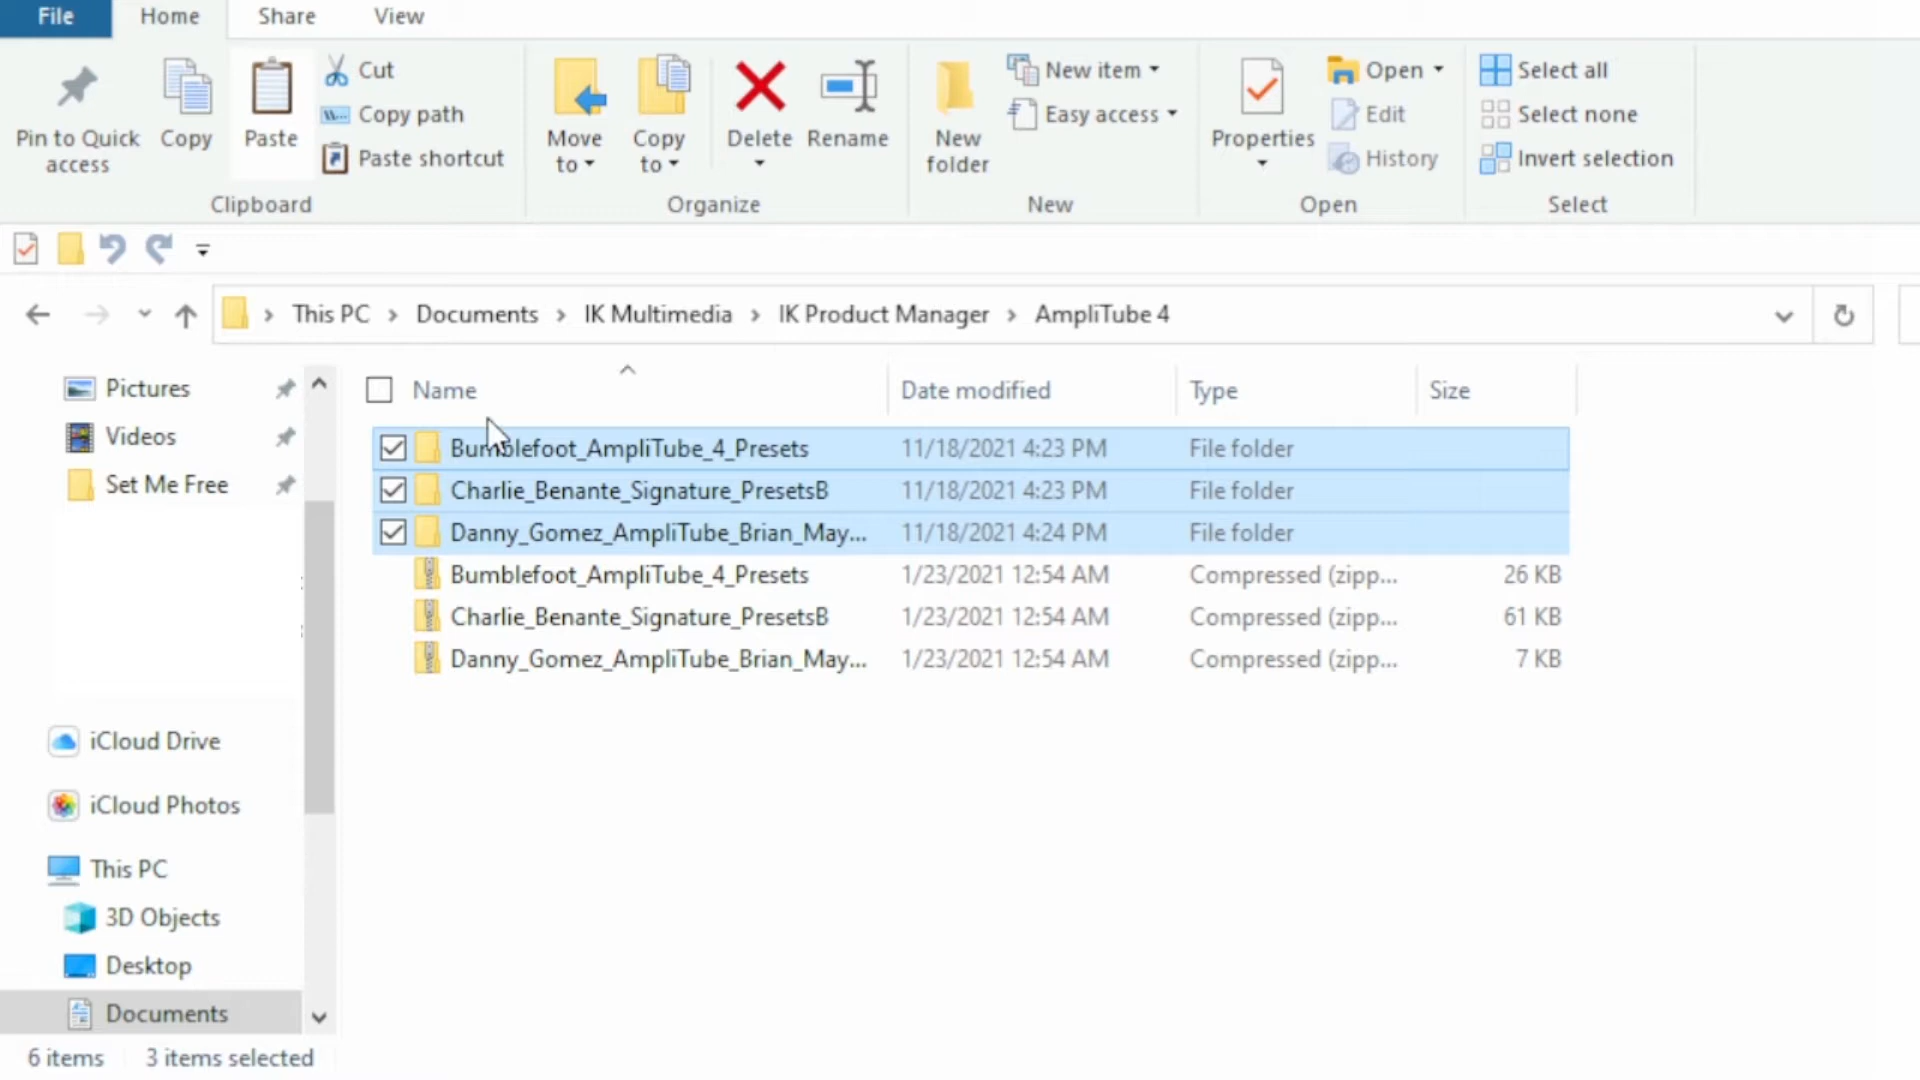 File Home Share View
Pin to Quick access
Copy
Paste
Cut
Copy path
Paste shortcut
Clipboard
Move to
Copy to
Delete
Rename
Organize
New folder
New item
Easy access
New
Properties
Open
Edit
History
Open
Select all
Select none
Invert selection
Select
This PC › Documents › IK Multimedia › IK Product Manager › AmpliTube 4
Pictures
Videos
Set Me Free
iCloud Drive
iCloud Photos
This PC
3D Objects
Desktop
Documents
Name Date modified Type Size
Bumblefoot_AmpliTube_4_Presets 11/18/2021 4:23 PM File folder
Charlie_Benante_Signature_PresetsB 11/18/2021 4:23 PM File folder
Danny_Gomez_AmpliTube_Brian_May... 11/18/2021 4:24 PM File folder
Bumblefoot_AmpliTube_4_Presets 1/23/2021 12:54 AM Compressed (zipp... 26 KB
Charlie_Benante_Signature_PresetsB 1/23/2021 12:54 AM Compressed (zipp... 61 KB
Danny_Gomez_AmpliTube_Brian_May... 1/23/2021 12:54 AM Compressed (zipp... 7 KB
6 items 3 items selected